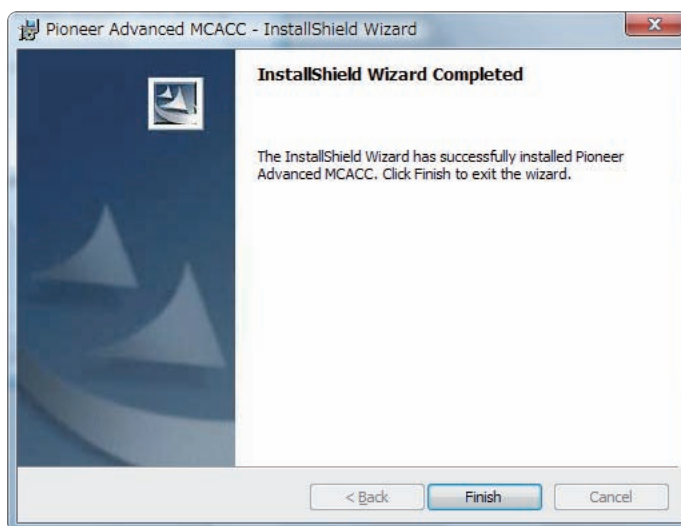 Pioneer Advanced MCACC - InstallShield Wizard
InstallShield Wizard Completed
The InstallShield Wizard has successfully installed Pioneer
Advanced MCACC. Click Finish to exit the wizard.
< Back Finish Cancel